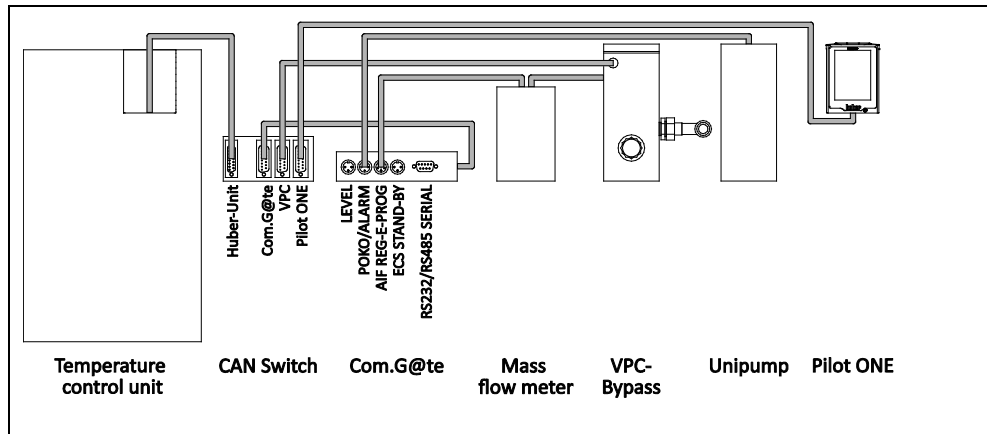 Huber-Unit
Com.G@te
VPC
Pilot ONE
LEVEL
POKO/ALARM
AIF REG-E-PROG
ECS STAND-BY
RS232/RS485 SERIAL
Temperature
control unit
CAN Switch
Com.G@te
Mass
flow meter
VPC-
Bypass
Unipump
Pilot ONE
huber